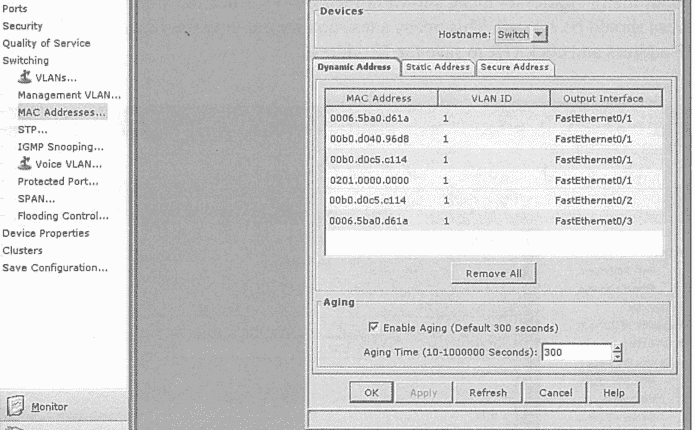 Ports
Security
Quality of Service
Switching
VLANs...
Management VLAN...
MAC Addresses...
STP...
IGMP Snooping...
Voice VLAN...
Protected Port...
SPAN...
Flooding Control...
Device Properties
Clusters
Save Configuration...
Monitor
Devices
Hostname: Switch
Dynamic Address Static Address Secure Address
MAC Address VLAN ID Output Interface
0006.5ba0.d61a 1 FastEthernet0/1
00b0.d040.96d8 1 FastEthernet0/1
00b0.d0c5.c114 1 FastEthernet0/1
0201.0000.0000 1 FastEthernet0/1
00b0.d0c5.c114 1 FastEthernet0/2
0006.5ba0.d61a 1 FastEthernet0/3
Remove All
Aging
Enable Aging (Default 300 seconds)
Aging Time (10-1000000 Seconds): 300
OK Apply Refresh Cancel Help